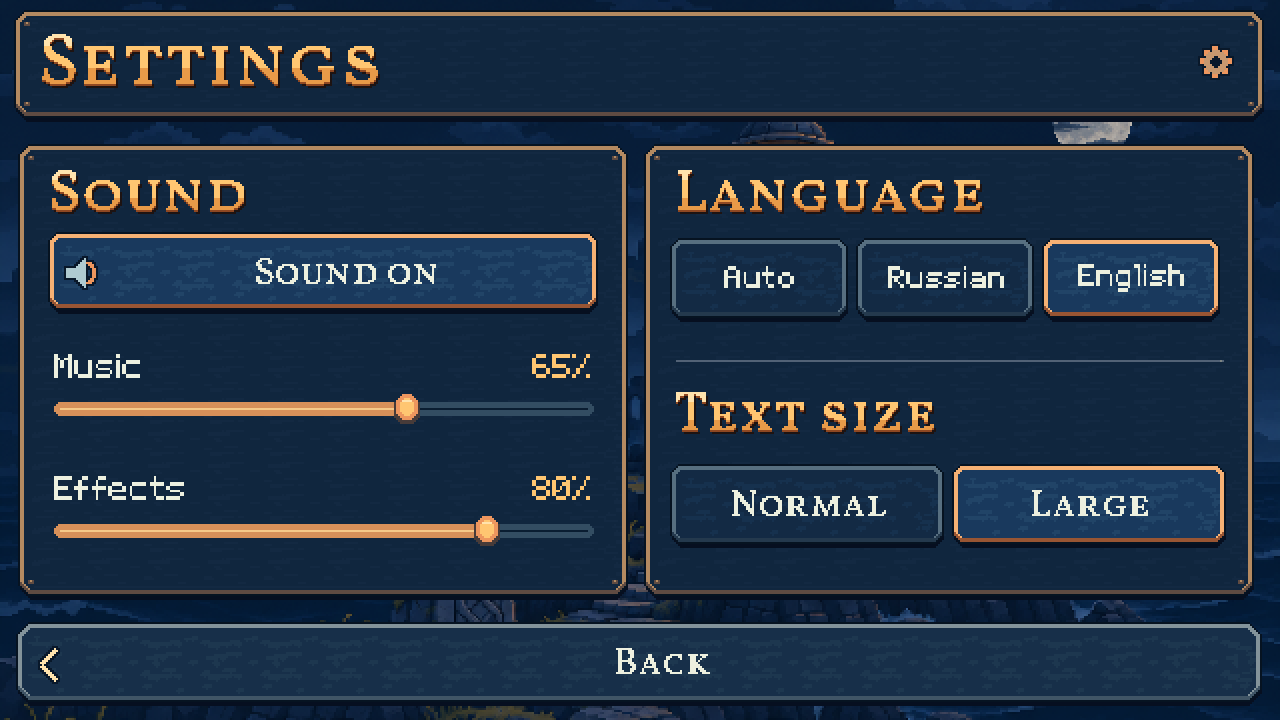 Settings
Sound
Sound on
Music
65%
Effects
80%
Language
Auto
Russian
English
Text size
Normal
Large
Back